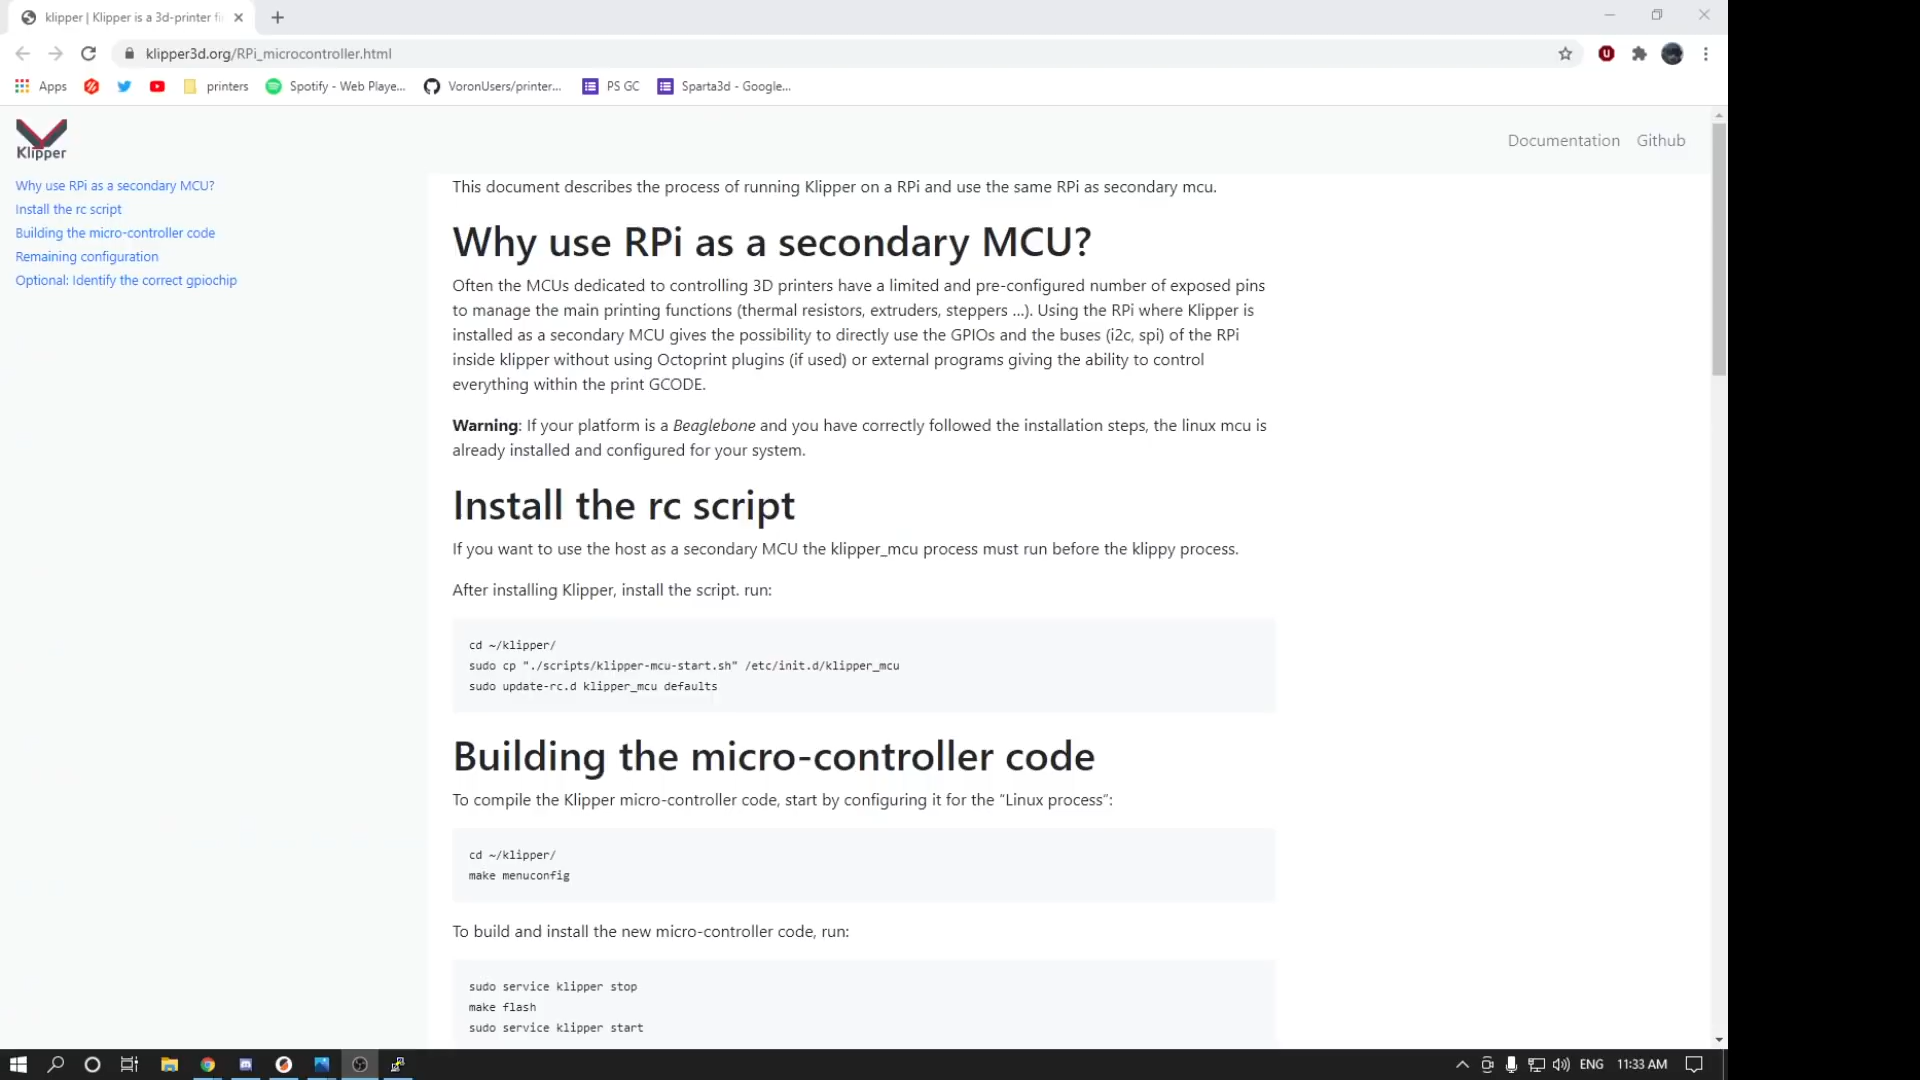 klipper | Klipper is a 3d-printer fi
klipper3d.org/RPi_microcontroller.html
Apps
printers
Spotify - Web Playe...
VoronUsers/printer...
PS GC
Sparta3d - Google...
Klipper
Documentation
Github
Why use RPi as a secondary MCU?
Install the rc script
Building the micro-controller code
Remaining configuration
Optional: Identify the correct gpiochip
This document describes the process of running Klipper on a RPi and use the same RPi as secondary mcu.
Why use RPi as a secondary MCU?
Often the MCUs dedicated to controlling 3D printers have a limited and pre-configured number of exposed pins
to manage the main printing functions (thermal resistors, extruders, steppers …). Using the RPi where Klipper is
installed as a secondary MCU gives the possibility to directly use the GPIOs and the buses (i2c, spi) of the RPi
inside klipper without using Octoprint plugins (if used) or external programs giving the ability to control
everything within the print GCODE.
Warning: If your platform is a Beaglebone and you have correctly followed the installation steps, the linux mcu is
already installed and configured for your system.
Install the rc script
If you want to use the host as a secondary MCU the klipper_mcu process must run before the klippy process.
After installing Klipper, install the script. run:
cd ~/klipper/
sudo cp "./scripts/klipper-mcu-start.sh" /etc/init.d/klipper_mcu
sudo update-rc.d klipper_mcu defaults
Building the micro-controller code
To compile the Klipper micro-controller code, start by configuring it for the “Linux process”:
cd ~/klipper/
make menuconfig
To build and install the new micro-controller code, run:
sudo service klipper stop
make flash
sudo service klipper start
ENG
11:33 AM